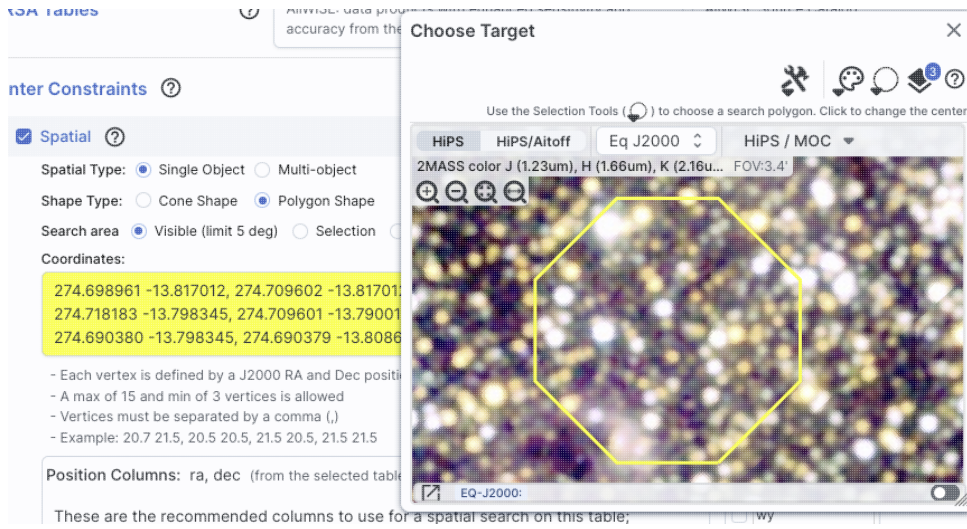 Tables
accuracy from the
Choose Target
nter Constraints
3
Use the Selection Tools ( ) to choose a search polygon. Click to change the center
Spatial
HiPS HiPS/Aitoff Eq J2000 HiPS / MOC
2MASS color J (1.23um), H (1.66um), K (2.16u... FOV:3.4'
Spatial Type: Single Object Multi-object
Shape Type: Cone Shape Polygon Shape
Search area Visible (limit 5 deg) Selection
Coordinates:
274.698961 -13.817012, 274.709602 -13.817012
274.718183 -13.798345, 274.709601 -13.79001
274.690380 -13.798345, 274.690379 -13.8086
- Each vertex is defined by a J2000 RA and Dec positi
- A max of 15 and min of 3 vertices is allowed
- Vertices must be separated by a comma (,)
- Example: 20.7 21.5, 20.5 20.5, 21.5 20.5, 21.5 21.5
Position Columns: ra, dec (from the selected table
EQ-J2000:
These are the recommended columns to use for a spatial search on this table;
wy